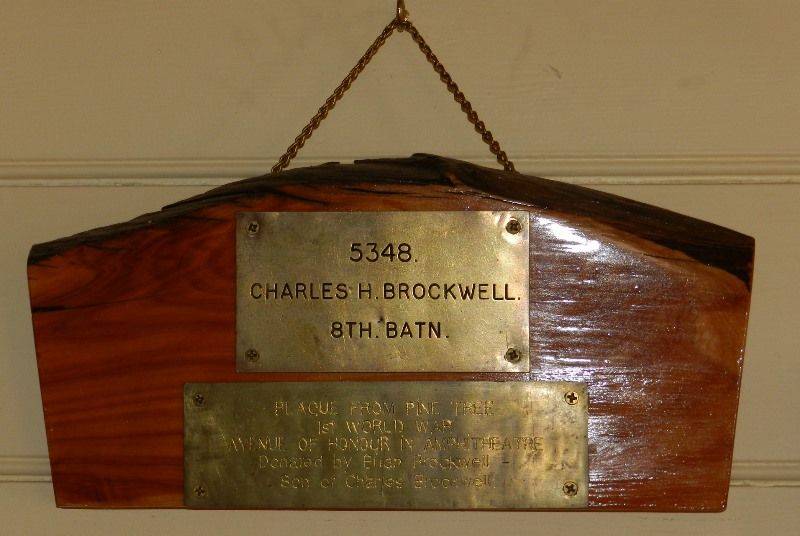 5348.
CHARLES H. BROCKWELL.
8TH. BATN.
PLAQUE FROM PINE TREE
1st WORLD WAR
AVENUE OF HONOUR IN AMPHITHEATRE
Donated by Brockwell -
Son of Charles Brockwell.